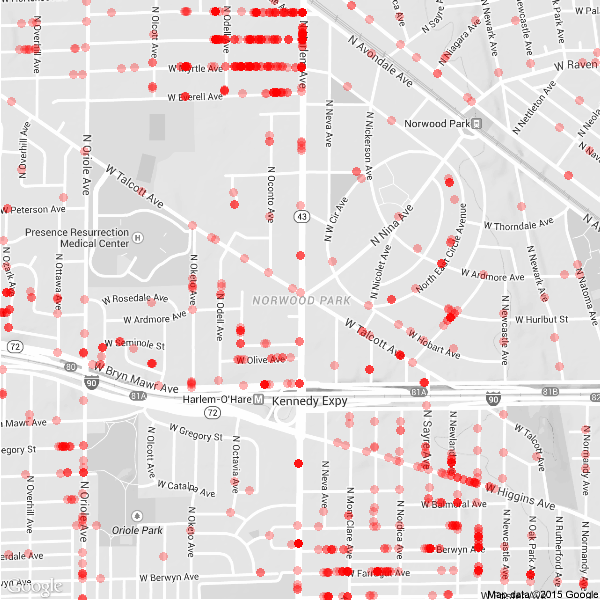 N Overhill Ave
N Olcott Ave
N Odell Ave
N Sayre Ave
N Niagara Ave
N Newark Ave
Newcastle Ave
W Raven
N Avondale Ave
W Myrtle Ave
W Everell Ave
N Neva Ave
N Nickerson Ave
Norwood Park
N Nettleton Ave
N Overhill Ave
N Oriole Ave
W Talcott Ave
N Oconto Ave
W Peterson Ave
43
N W Cir Ave
N Nina Ave
North East Circle Avenue
W Thorndale Ave
Presence Resurrection
Medical Center
H
N Ozark Ave
N Ottawa Ave
N Oketo Ave
N Odell Ave
N Nicolet Ave
W Ardmore Ave
N Newark Ave
N Natoma Ave
W Rosedale Ave
NORWOOD PARK
W Ardmore Ave
W Talcott Ave
W Hobart Ave
N Newcastle Ave
W Hurlbut St
72
W Seminole St
W Olive Ave
80
90
W Bryn Mawr Ave
81A
Harlem-O'Hare
M
Kennedy Expy
81A
90
81B
82B
72
W Gregory St
N Olcott Ave
N Octavia Ave
N Sayre Ave
N Newland
W Talcott Ave
N Normandy Ave
W Catalpa Ave
W Higgins Ave
N Overhill Ave
N Oriole Ave
Oriole Park
N Oketo Ave
N Neva Ave
N Mont Clare Ave
N Nordica Ave
W Balmoral Ave
W Berwyn Ave
N Newcastle Ave
N Oak Park Ave
N Rutherford Ave
N Normandy Ave
W Berwyn Ave
W Farragut Ave
Google
Map data ©2015 Google